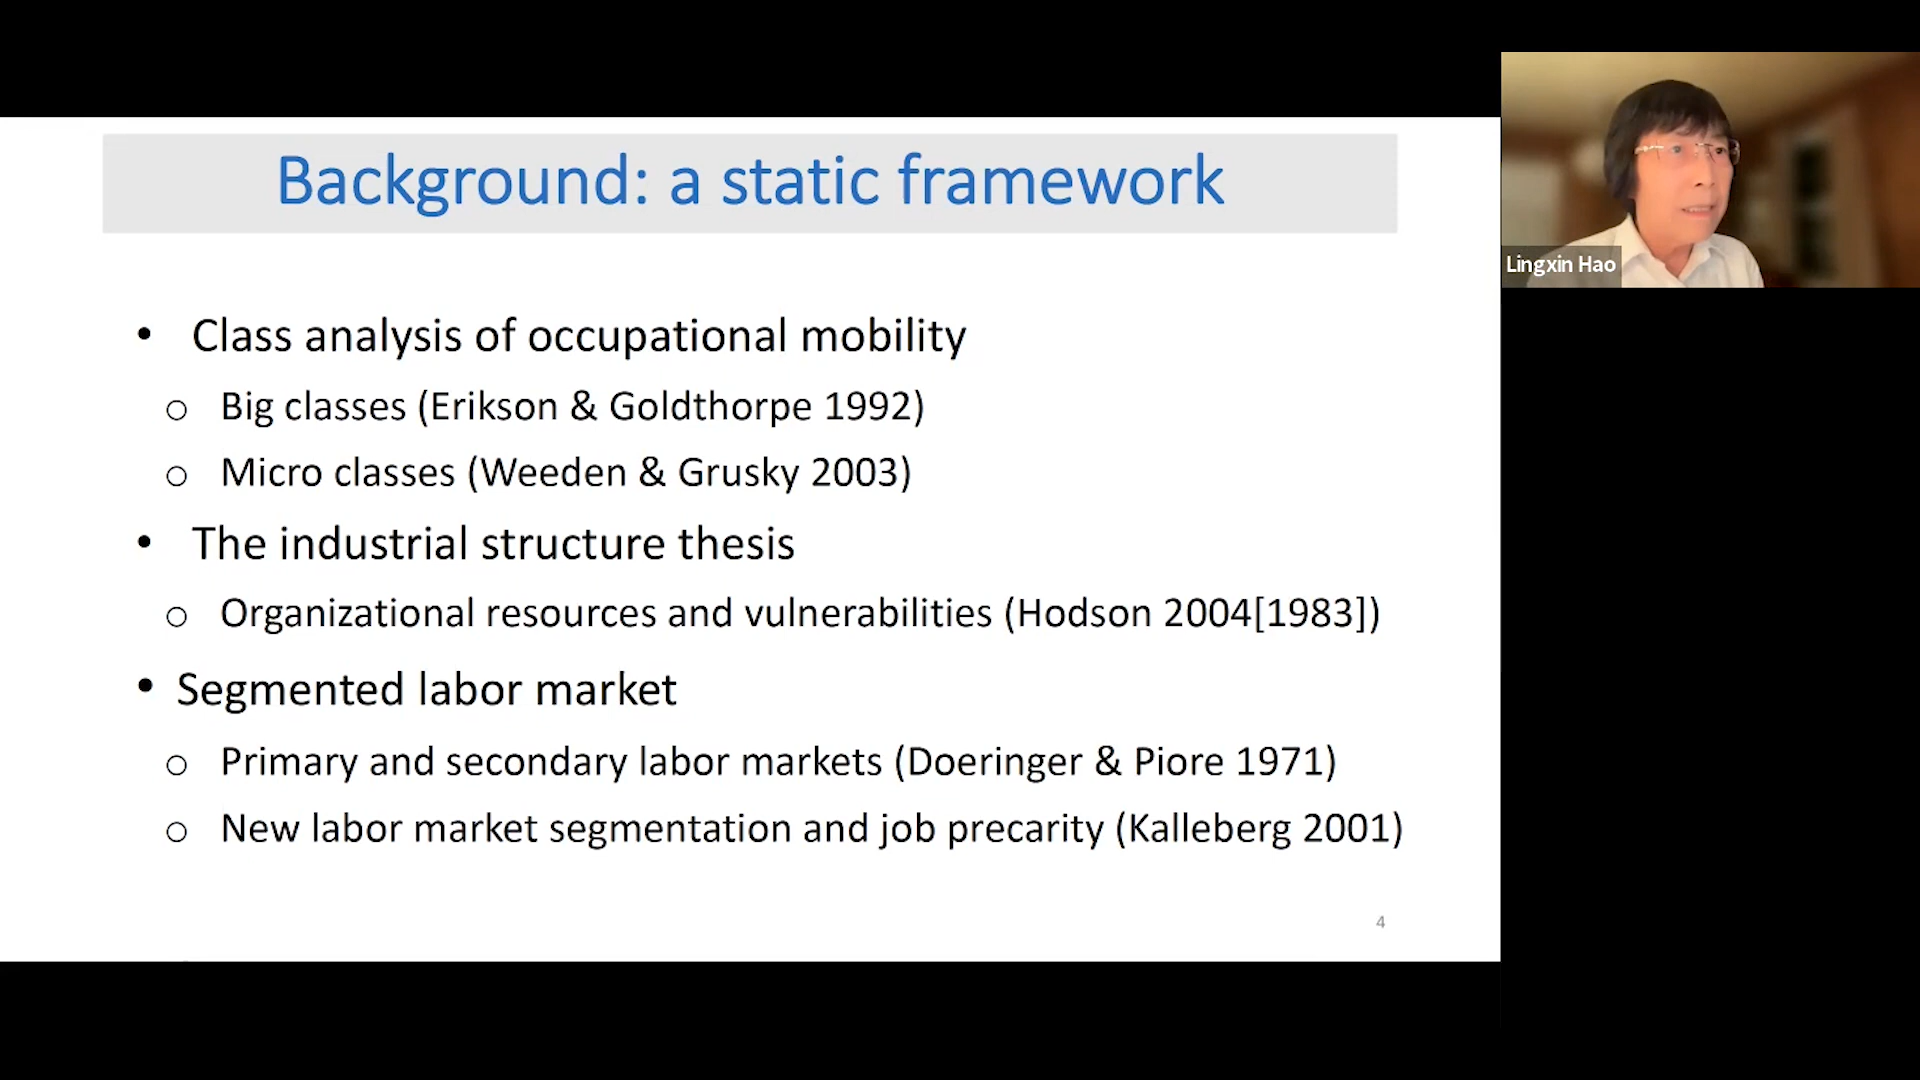 Background: a static framework
• Class analysis of occupational mobility
o Big classes (Erikson & Goldthorpe 1992)
o Micro classes (Weeden & Grusky 2003)
• The industrial structure thesis
o Organizational resources and vulnerabilities (Hodson 2004[1983])
• Segmented labor market
o Primary and secondary labor markets (Doeringer & Piore 1971)
o New labor market segmentation and job precarity (Kalleberg 2001)
4
Lingxin Hao